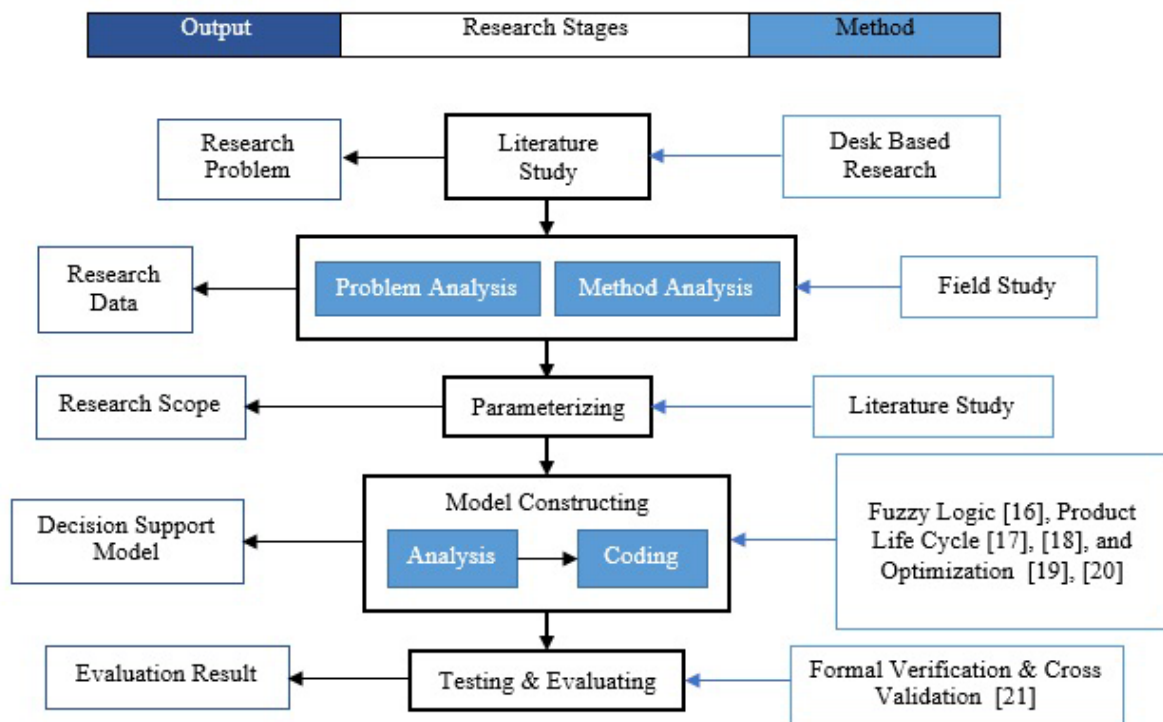 Output
Research Stages
Method
Research
Problem
Literature
Study
Desk Based
Research
Research
Data
Problem Analysis
Method Analysis
Field Study
Research Scope
Parameterizing
Literature Study
Decision Support
Model
Model Constructing
Analysis
Coding
Fuzzy Logic [16], Product
Life Cycle [17], [18], and
Optimization [19], [20]
Evaluation Result
Testing & Evaluating
Formal Verification & Cross
Validation [21]